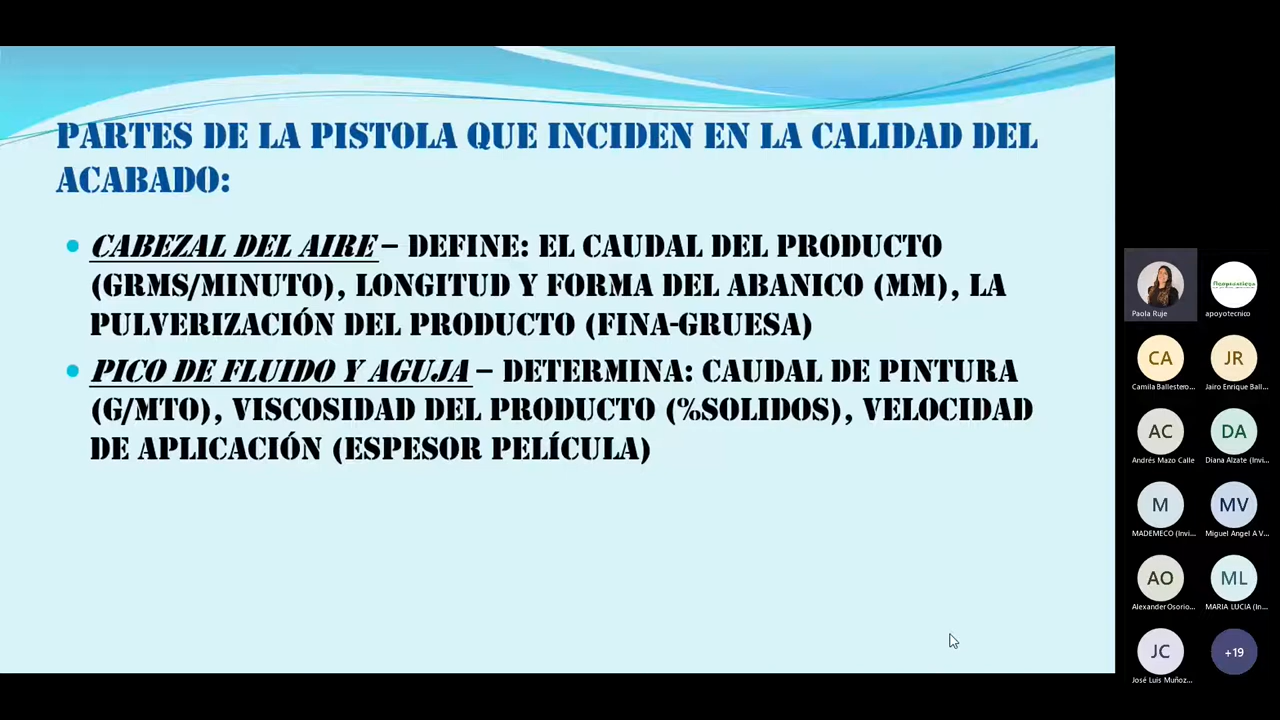 PARTES DE LA PISTOLA QUE INCIDEN EN LA CALIDAD DEL
ACABADO:
CABEZAL DEL AIRE – DEFINE: EL CAUDAL DEL PRODUCTO
(GRMS/MINUTO), LONGITUD Y FORMA DEL ABANICO (MM), LA
PULVERIZACIÓN DEL PRODUCTO (FINA-GRUESA)
PICO DE FLUIDO Y AGUJA – DETERMINA: CAUDAL DE PINTURA
(G/MTO), VISCOSIDAD DEL PRODUCTO (%SOLIDOS), VELOCIDAD
DE APLICACIÓN (ESPESOR PELÍCULA)
Paola Ruje
apoyotecnico
CA
JR
Camila Ballestero...
Jairo Enrique Ball...
AC
DA
Andrés Mazo Calle
Diana Alzate (Invi...
M
MV
MADEMECO (Invi...
Miguel Angel A V...
AO
ML
Alexander Osorio...
MARIA LUCIA (In...
JC
+19
José Luis Muñoz...